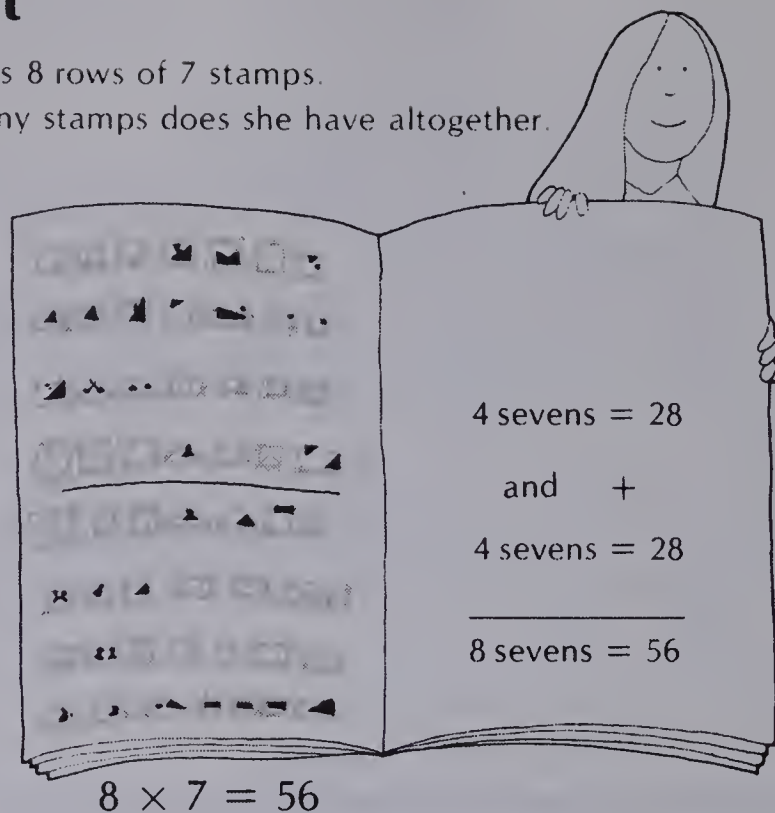 s 8 rows of 7 stamps.
ny stamps does she have altogether.
4 sevens = 28
and +
4 sevens = 28
8 sevens = 56
8 × 7 = 56